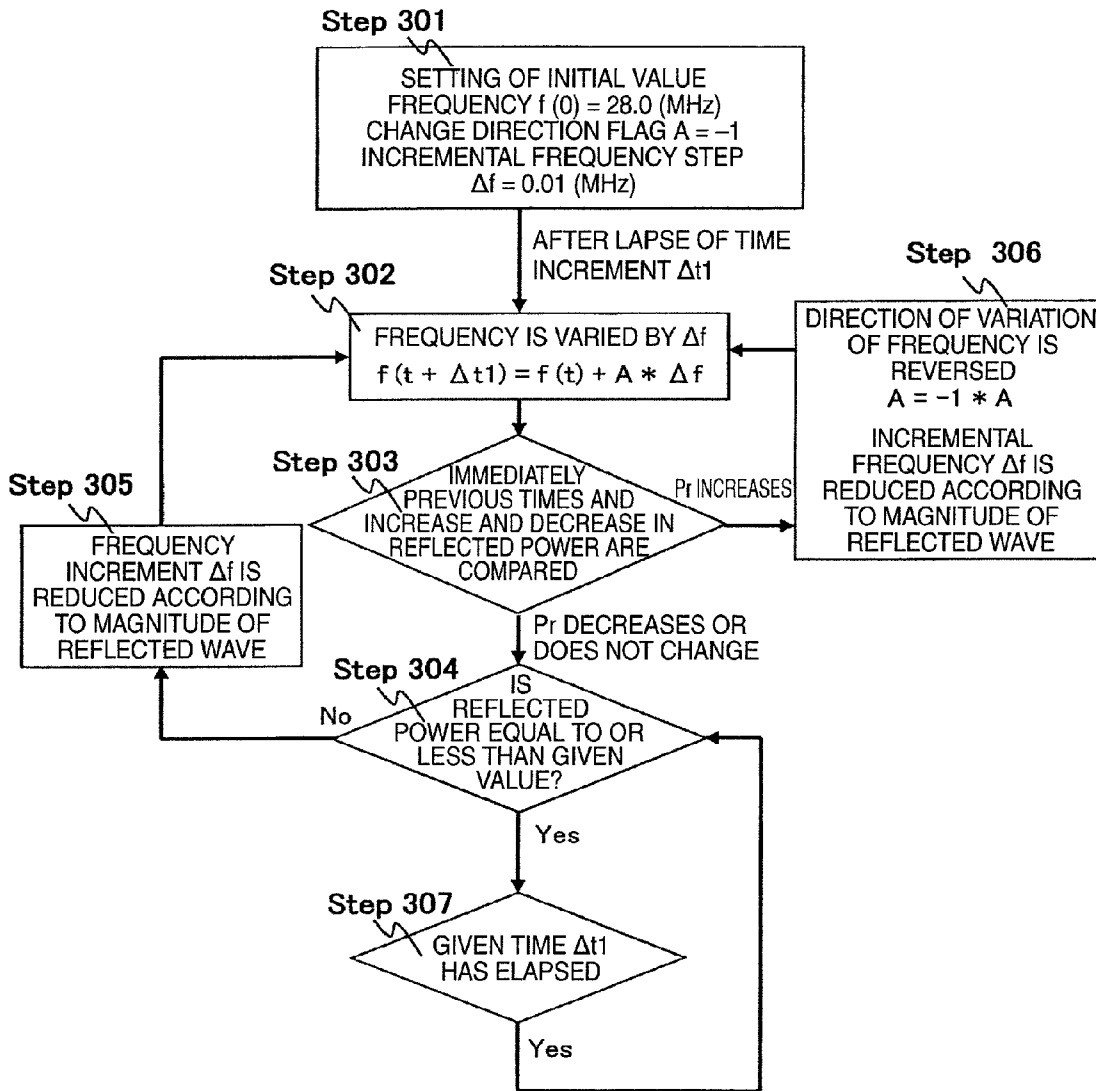 Step 301
SETTING OF INITIAL VALUE
FREQUENCY f (0) = 28.0 (MHz)
CHANGE DIRECTION FLAG A = −1
INCREMENTAL FREQUENCY STEP
Δf = 0.01 (MHz)
AFTER LAPSE OF TIME
INCREMENT Δt1
Step 302
FREQUENCY IS VARIED BY Δf
f (t + Δt1) = f (t) + A * Δf
Step 306
DIRECTION OF VARIATION
OF FREQUENCY IS
REVERSED
A = −1 * A
INCREMENTAL
FREQUENCY Δf IS
REDUCED ACCORDING
TO MAGNITUDE OF
REFLECTED WAVE
Step 303
IMMEDIATELY
PREVIOUS TIMES AND
INCREASE AND DECREASE IN
REFLECTED POWER ARE
COMPARED
Pr INCREASES
Step 305
FREQUENCY
INCREMENT Δf IS
REDUCED ACCORDING
TO MAGNITUDE OF
REFLECTED WAVE
Pr DECREASES OR
DOES NOT CHANGE
Step 304
IS
REFLECTED
POWER EQUAL TO OR
LESS THAN GIVEN
VALUE?
No
Yes
Step 307
GIVEN TIME Δt1
HAS ELAPSED
Yes